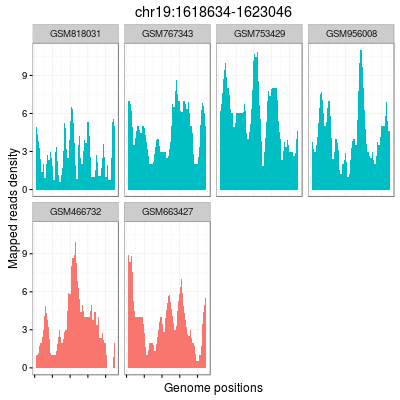 chr19:1618634-1623046
GSM818031 GSM767343 GSM753429 GSM956008
9
6
3
0
GSM466732 GSM663427
9
6
3
0
Mapped reads density
Genome positions